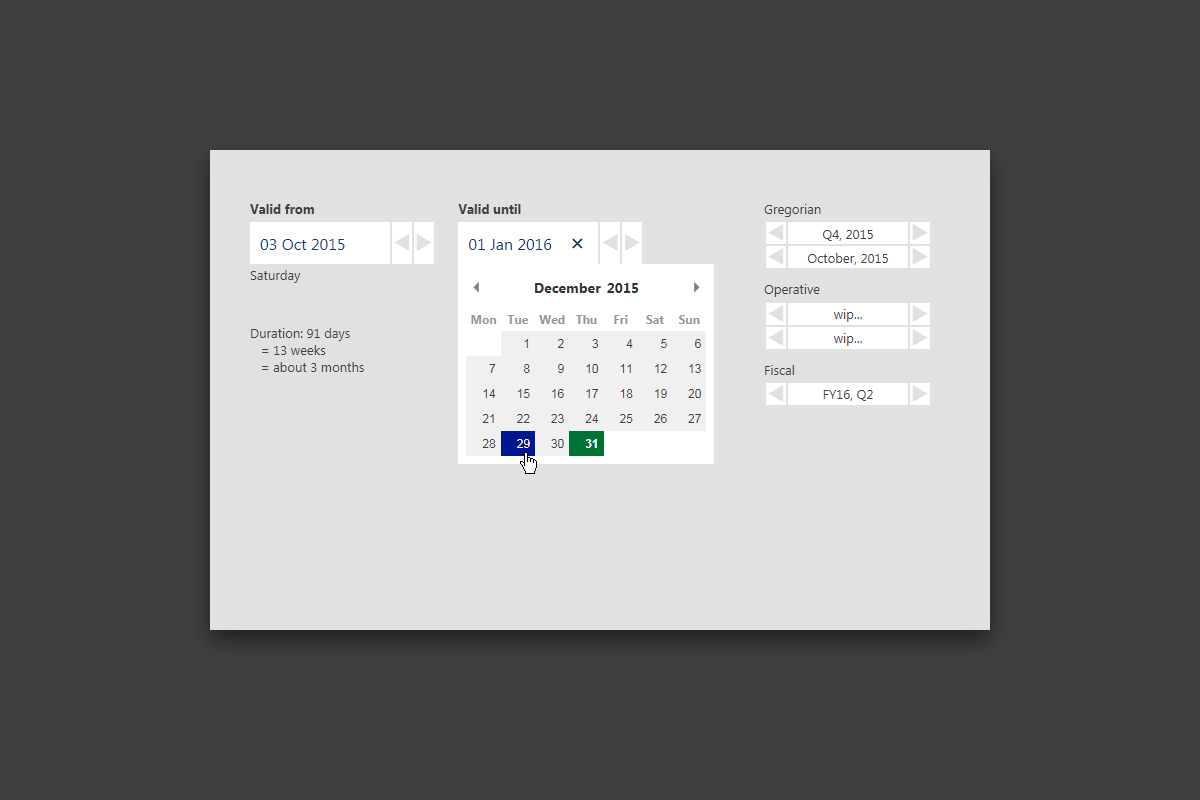 Valid from
03 Oct 2015
Saturday
Duration: 91 days
= 13 weeks
= about 3 months
Valid until
01 Jan 2016 ✕
December 2015
Mon Tue Wed Thu Fri Sat Sun
1 2 3 4 5 6
7 8 9 10 11 12 13
14 15 16 17 18 19 20
21 22 23 24 25 26 27
28 29 30 31
Gregorian
Q4, 2015
October, 2015
Operative
wip...
wip...
Fiscal
FY16, Q2